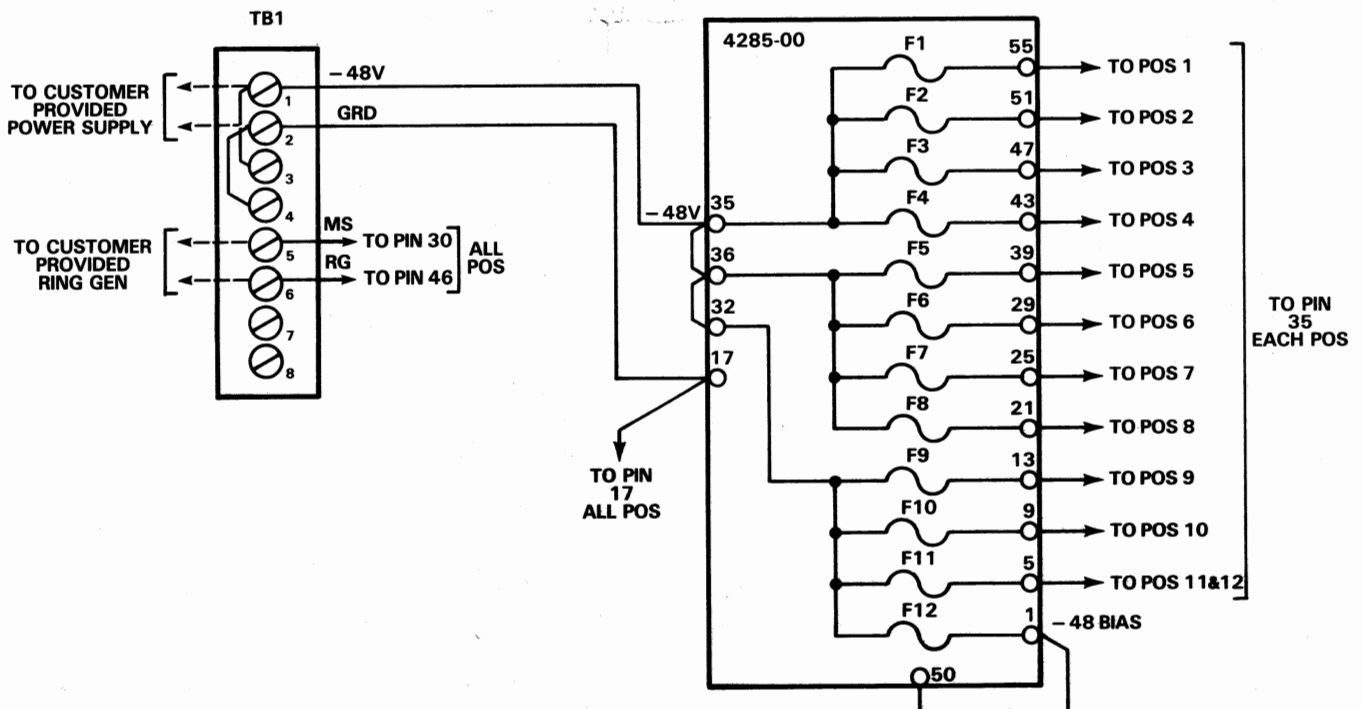 TB1
TO CUSTOMER
PROVIDED
POWER SUPPLY
1
2
3
4
5
6
7
8
– 48V
GRD
TO CUSTOMER
PROVIDED
RING GEN
MS
TO PIN 30
RG
TO PIN 46
ALL
POS
4285-00
– 48V
35
36
32
17
TO PIN
17
ALL POS
F1
55
TO POS 1
F2
51
TO POS 2
F3
47
TO POS 3
F4
43
TO POS 4
F5
39
TO POS 5
F6
29
TO POS 6
F7
25
TO POS 7
F8
21
TO POS 8
F9
13
TO POS 9
F10
9
TO POS 10
F11
5
TO POS 11&12
F12
1
– 48 BIAS
50
TO PIN
35
EACH POS